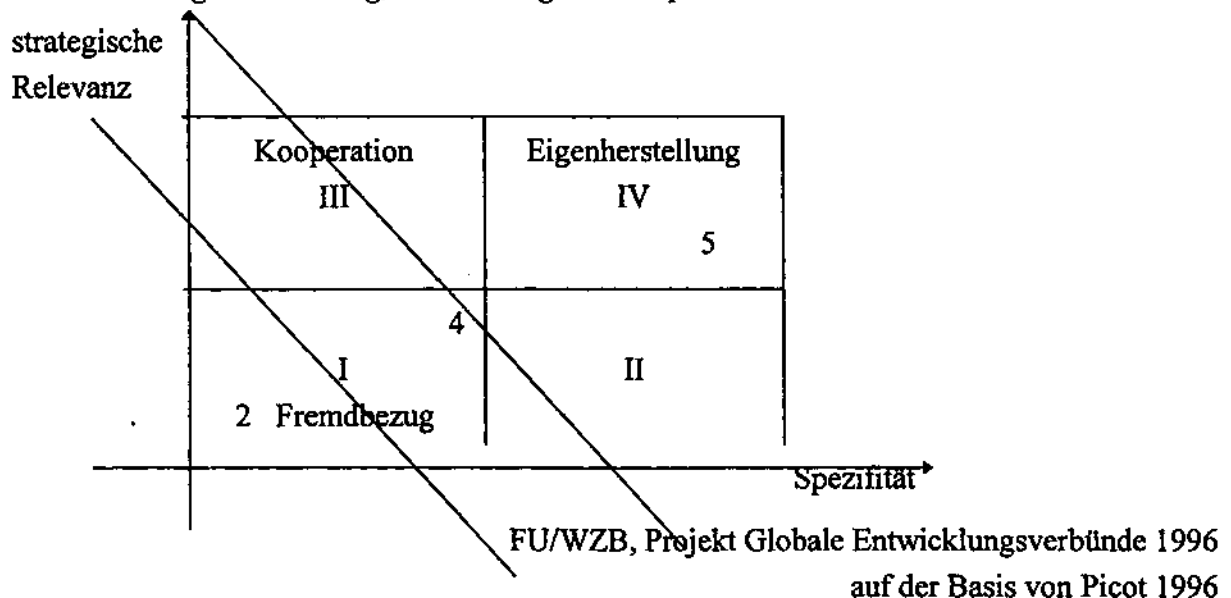 strategische
Relevanz
Kooperation Eigenherstellung
III IV
5
4
I II
2 Fremdbezug
Spezifität
FU/WZB, Projekt Globale Entwicklungsverbünde 1996
auf der Basis von Picot 1996